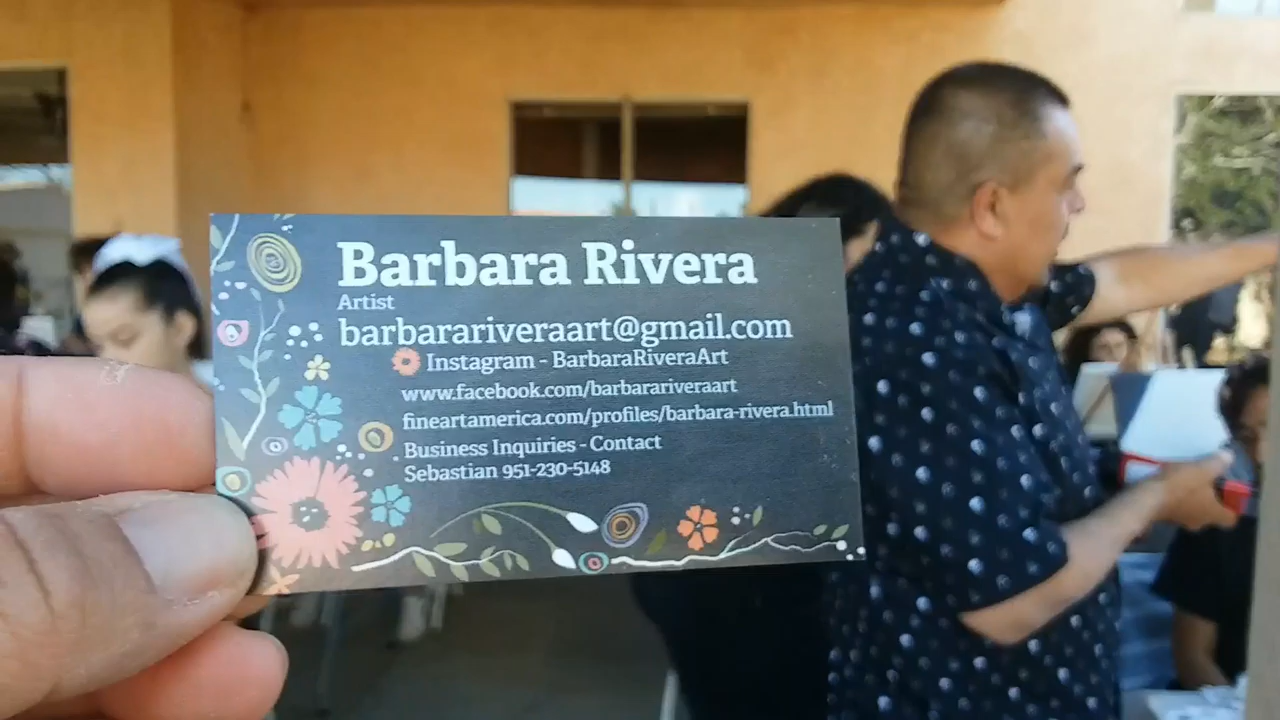 Barbara Rivera
Artist
barbarariveraart@gmail.com
Instagram - BarbaraRiveraArt
www.facebook.com/barbarariveraart
fineartamerica.com/profiles/barbara-rivera.html
Business Inquiries - Contact
Sebastian 951-230-5148